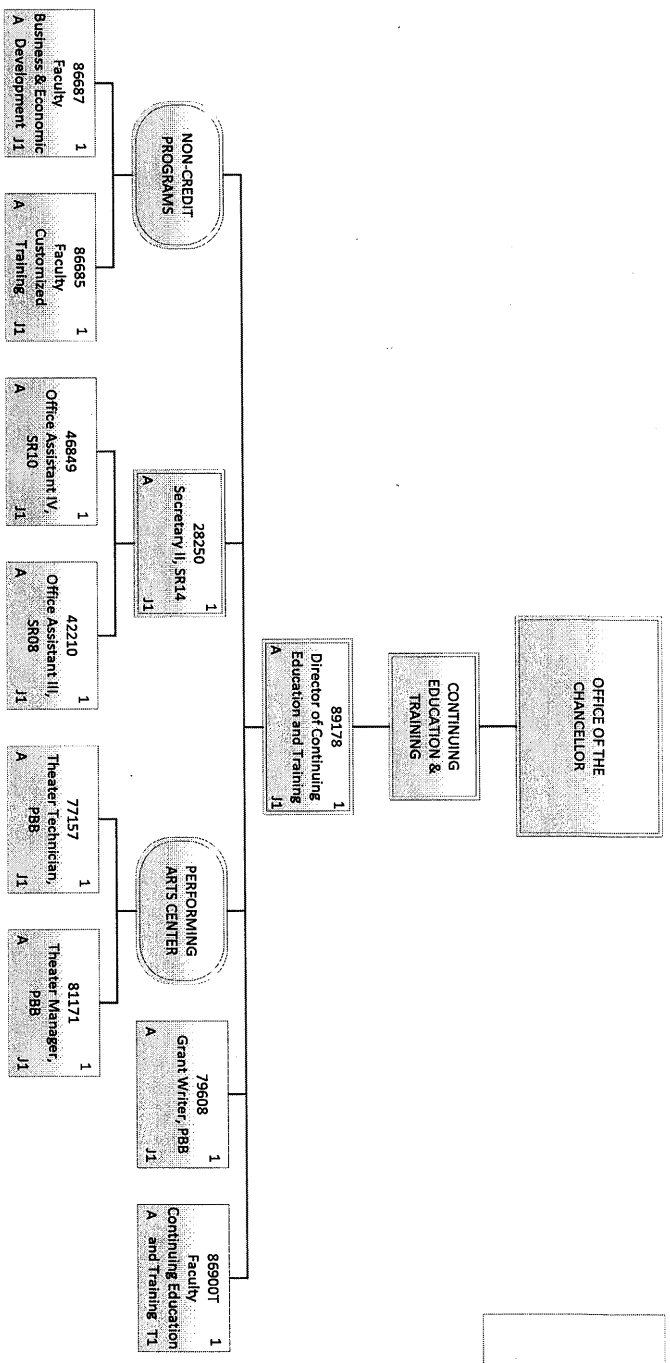 OFFICE OF THE
CHANCELLOR
CONTINUING
EDUCATION &
TRAINING
1
89178
Director of Continuing
Education and Training
A J1
NON-CREDIT
PROGRAMS
1
28250
Secretary II, SR14
A J1
PERFORMING
ARTS CENTER
1
79608
Grant Writer, PBB
A J1
1
86900T
Faculty
Continuing Education
A and Training T1
1
86687
Faculty
Business & Economic
A Development J1
1
86685
Faculty
Customized
A Training J1
1
46849
Office Assistant IV,
SR10
A J1
1
42210
Office Assistant III,
SR08
A J1
1
77157
Theater Technician,
PBB
A J1
1
81171
Theater Manager,
PBB
A J1